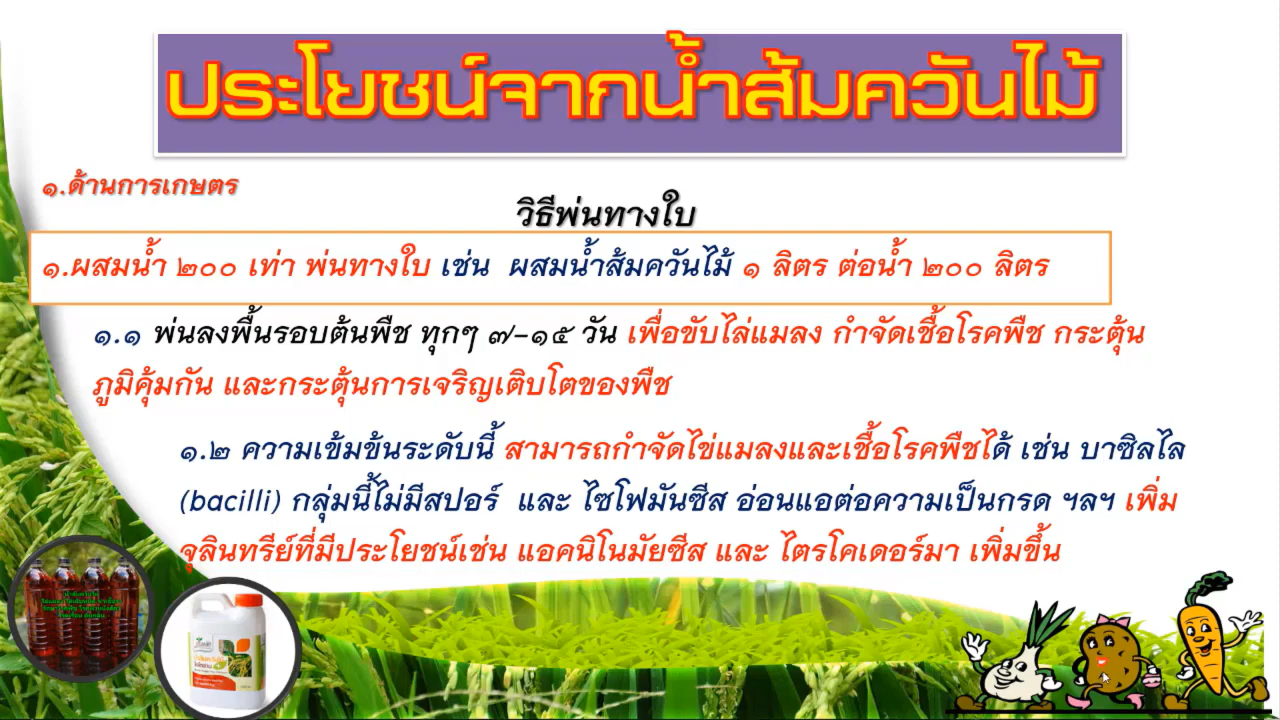 ประโยชน์จากน้ำส้มควันไม้
๑.ด้านการเกษตร
วิธีพ่นทางใบ
๑.ผสมน้ำ ๒๐๐ เท่า พ่นทางใบ เช่น ผสมน้ำส้มควันไม้ ๑ ลิตร ต่อน้ำ ๒๐๐ ลิตร
๑.๑ พ่นลงพื้นรอบต้นพืช ทุกๆ ๗-๑๕ วัน เพื่อขับไล่แมลง กำจัดเชื้อโรคพืช กระตุ้น
ภูมิคุ้มกัน และกระตุ้นการเจริญเติบโตของพืช
๑.๒ ความเข้มข้นระดับนี้ สามารถกำจัดไข่แมลงและเชื้อโรคพืชได้ เช่น บาซิลไล
(bacilli) กลุ่มนี้ไม่มีสปอร์ และ ไซโฟมันซีส อ่อนแอต่อความเป็นกรด ฯลฯ เพิ่ม
จุลินทรีย์ที่มีประโยชน์เช่น แอคนิโนมัยซีส และ ไตรโคเดอร์มา เพิ่มขึ้น